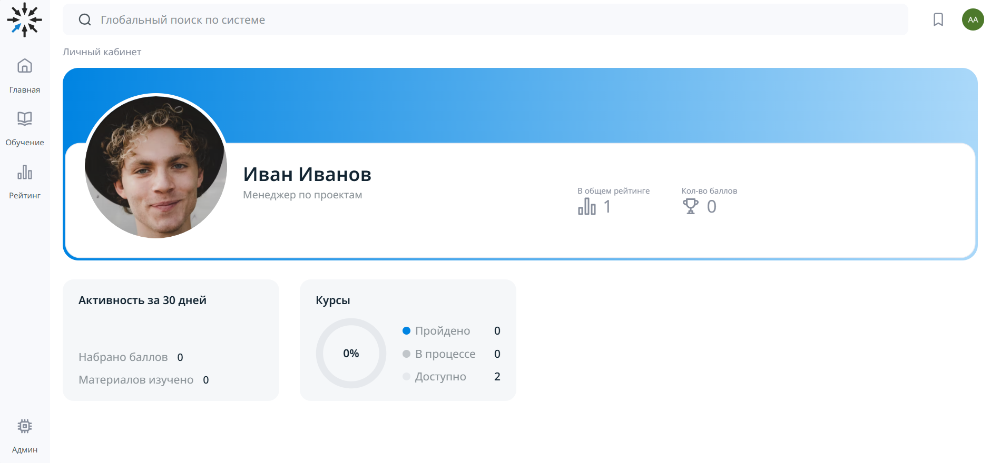 Глобальный поиск по системе
АА
Личный кабинет
Главная
Обучение
Рейтинг
Админ
Иван Иванов
Менеджер по проектам
В общем рейтинге
1
Кол-во баллов
0
Активность за 30 дней
Набрано баллов 0
Материалов изучено 0
Курсы
0%
Пройдено 0
В процессе 0
Доступно 2